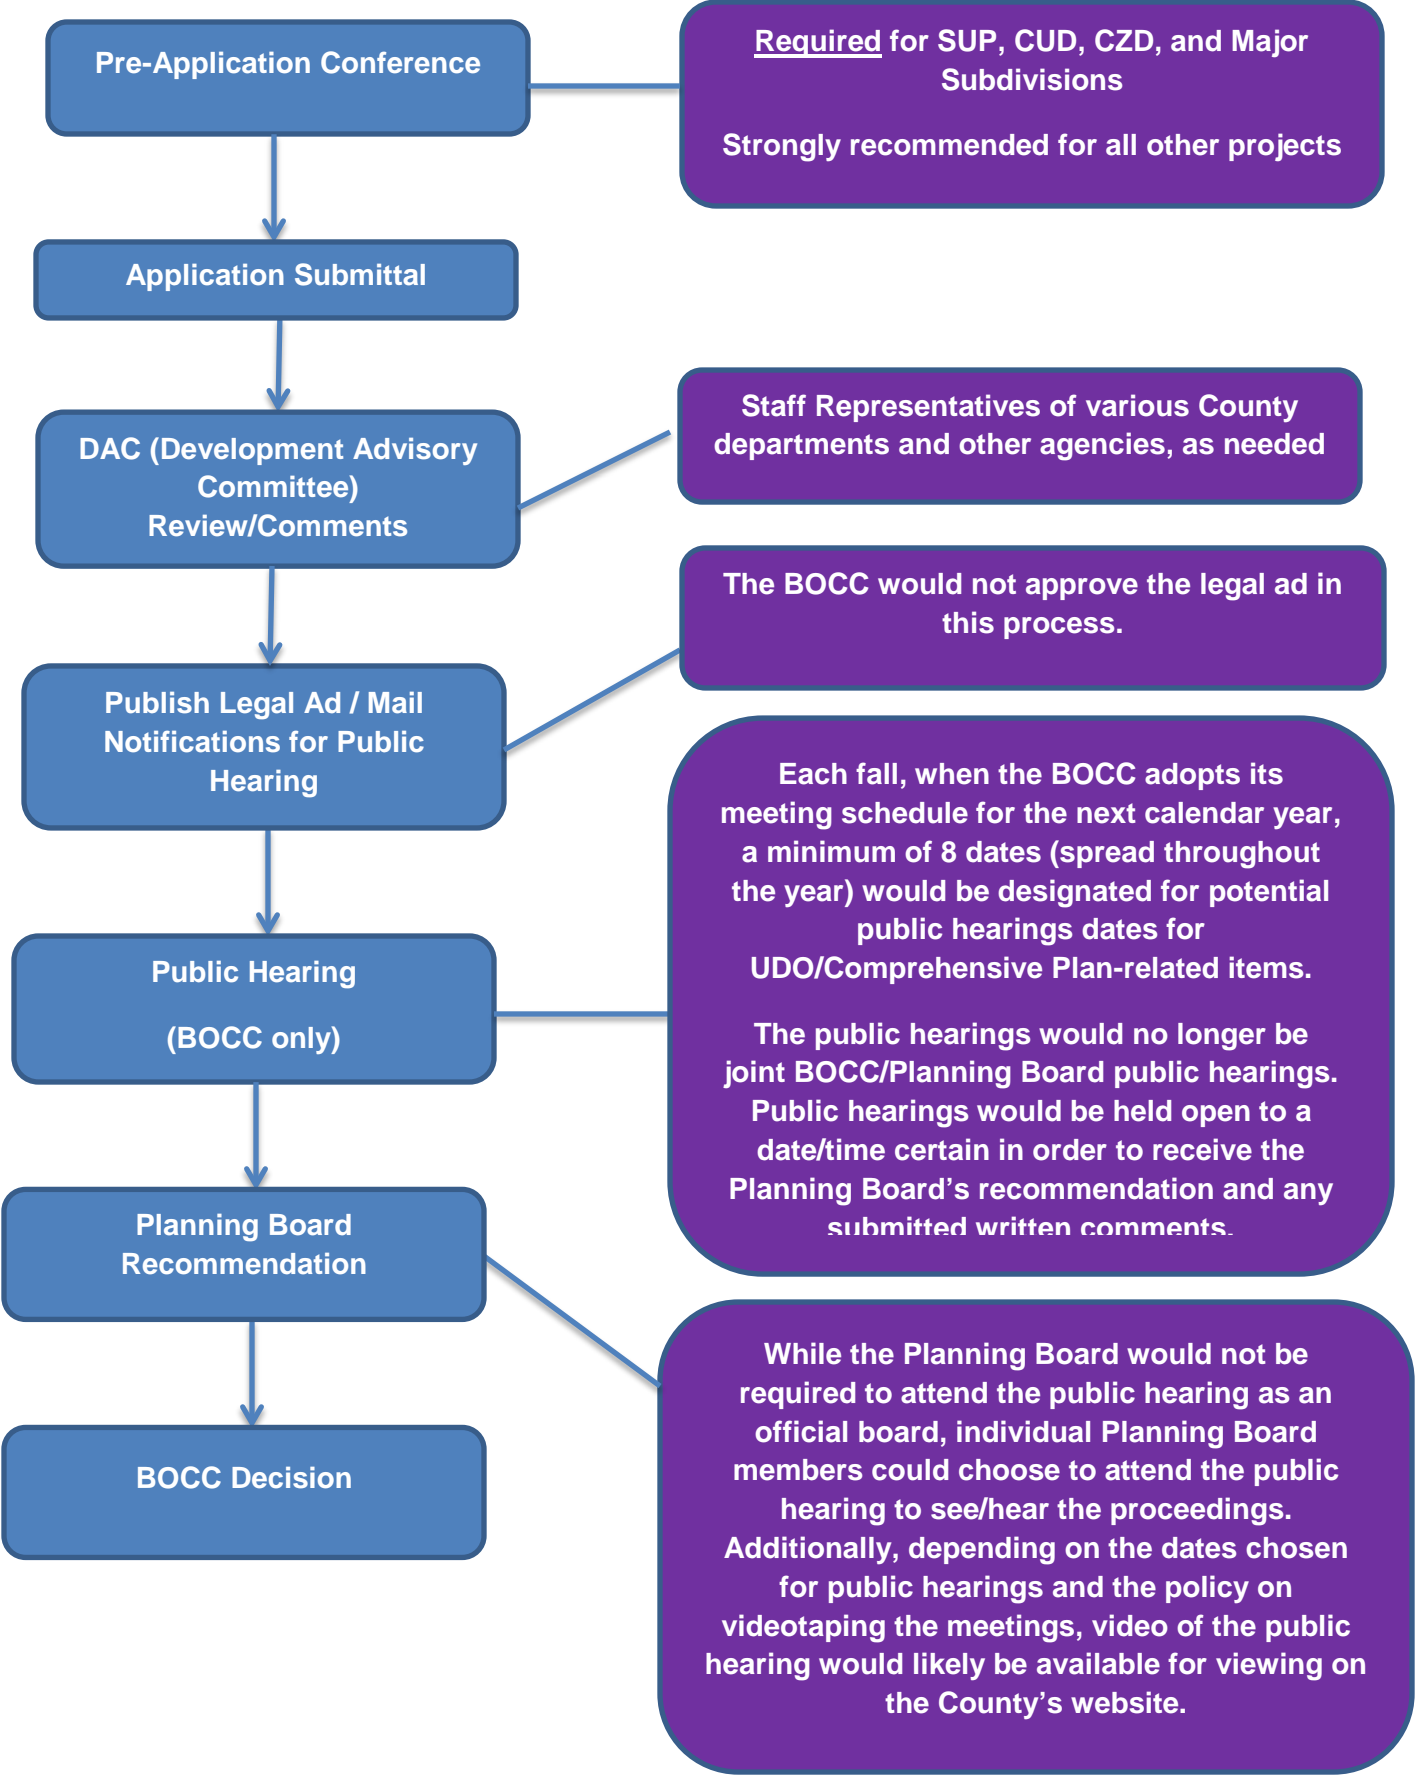 Pre-Application Conference
Required for SUP, CUD, CZD, and Major
Subdivisions
Strongly recommended for all other projects
Application Submittal
DAC (Development Advisory
Committee)
Review/Comments
Staff Representatives of various County
departments and other agencies, as needed
Publish Legal Ad / Mail
Notifications for Public
Hearing
The BOCC would not approve the legal ad in
this process.
Public Hearing
(BOCC only)
Each fall, when the BOCC adopts its
meeting schedule for the next calendar year,
a minimum of 8 dates (spread throughout
the year) would be designated for potential
public hearings dates for
UDO/Comprehensive Plan-related items.
The public hearings would no longer be
joint BOCC/Planning Board public hearings.
Public hearings would be held open to a
date/time certain in order to receive the
Planning Board’s recommendation and any
submitted written comments.
Planning Board
Recommendation
While the Planning Board would not be
required to attend the public hearing as an
official board, individual Planning Board
members could choose to attend the public
hearing to see/hear the proceedings.
Additionally, depending on the dates chosen
for public hearings and the policy on
videotaping the meetings, video of the public
hearing would likely be available for viewing on
the County’s website.
BOCC Decision